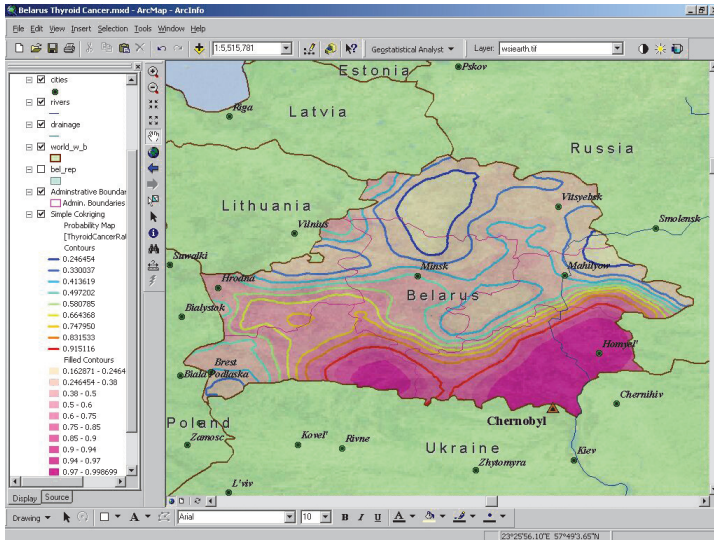 Belarus Thyroid Cancer.mxd - ArcMap - ArcInfo
File Edit View Insert Selection Tools Window Help
1:5,515,781
Geostatistical Analyst
Layer: wsiearth.tif
cities
rivers
drainage
world_w_b
bel_rep
Adminstrative Boundar
Admin. Boundaries
Simple Cokriging
Probability Map
[ThyroidCancerRal
Contours
0.246454
0.330037
0.413619
0.497202
0.580785
0.664368
0.747950
0.831533
0.915116
Filled Contours
0.162871 - 0.2464
0.246454 - 0.38
0.38 - 0.5
0.5 - 0.6
0.6 - 0.75
0.75 - 0.85
0.85 - 0.9
0.9 - 0.94
0.94 - 0.97
0.97 - 0.998699
Display Source
Estonia
Pskov
Riga
Latvia
Russia
Lithuania
Vitsyebsk
Vilnius
Smolensk
Suwalki
Hrodna
Minsk
Mahilyow
Bialystok
Belarus
Homyel'
Brest
Biala Podlaska
Chernihiv
Poland
Chernobyl
Zamosc
Kovel'
Rivne
Ukraine
Kiev
Zhytomyra
L'viv
Drawing
Arial
10
B I U A
23°25'56.10"E 57°49'3.65"N